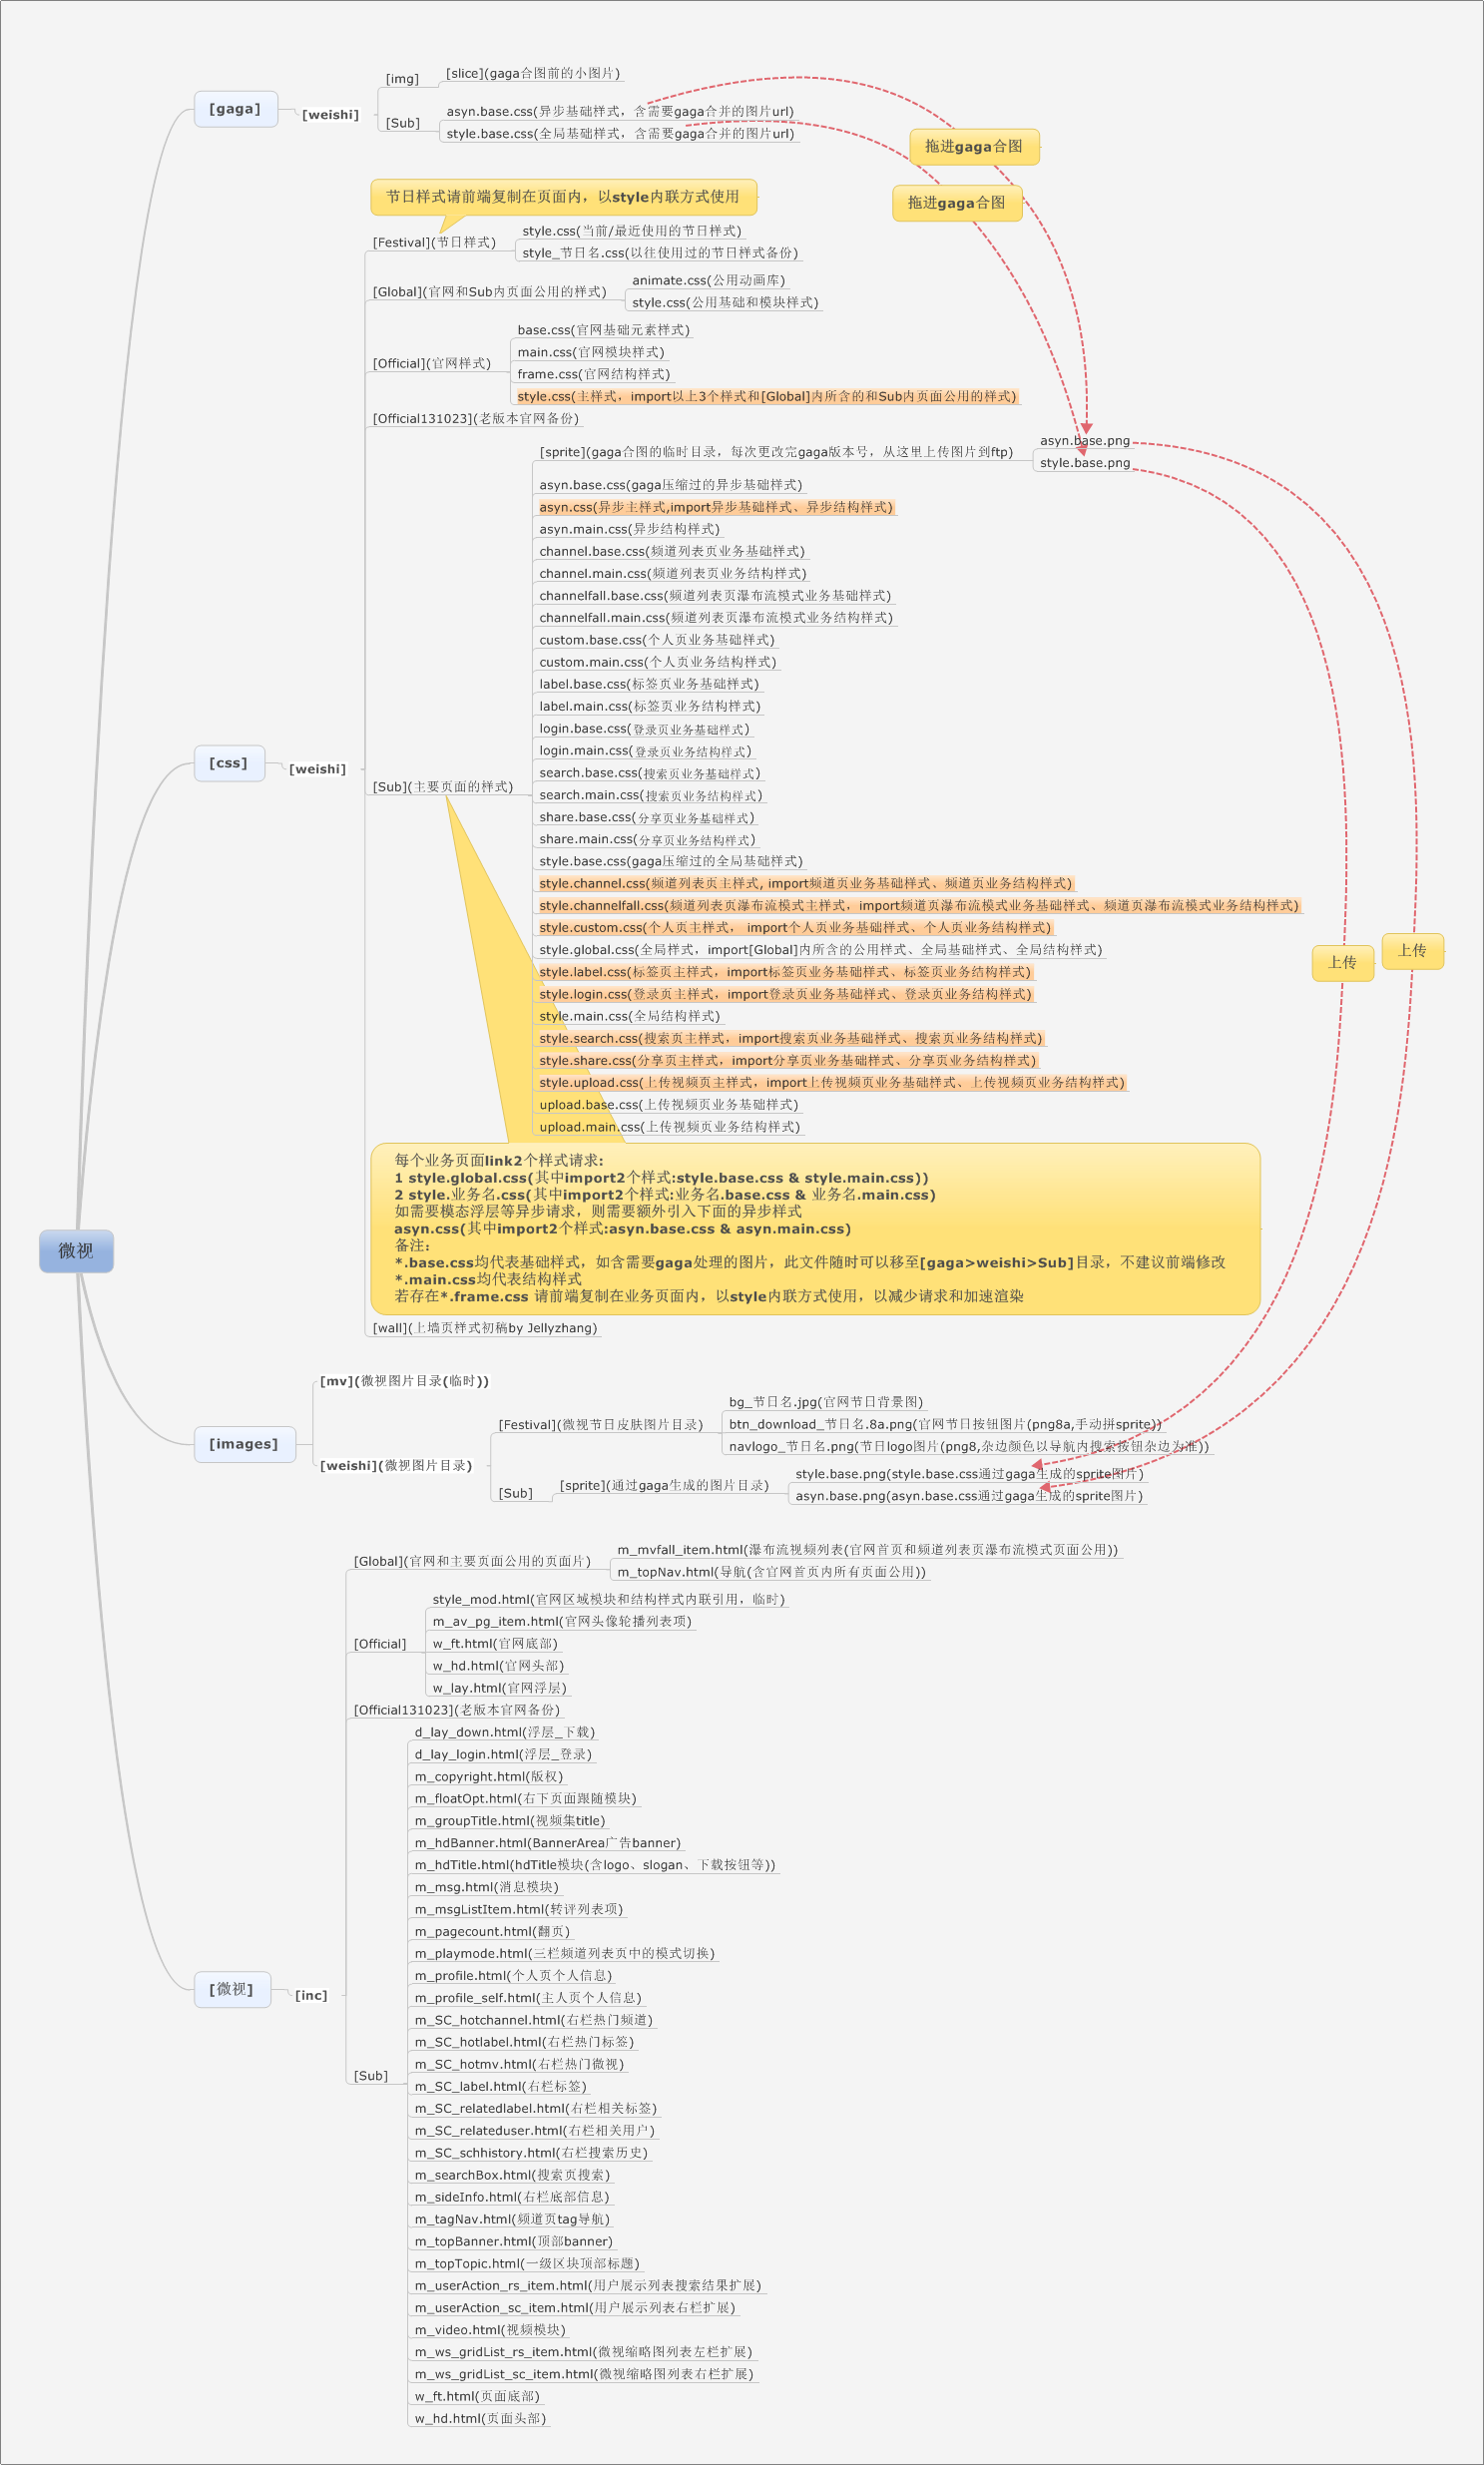 微视
[gaga]
[weishi]
[img]
[slice](gaga合图前的小图片)
[Sub]
asyn.base.css(异步基础样式，含需要gaga合并的图片url)
style.base.css(全局基础样式，含需要gaga合并的图片url)
拖进gaga合图
拖进gaga合图
[css]
[weishi]
节日样式请前端复制在页面内，以style内联方式使用
[Festival](节日样式)
style.css(当前/最近使用的节日样式)
style_节日名.css(以往使用过的节日样式备份)
[Global](官网和Sub内页面公用的样式)
animate.css(公用动画库)
style.css(公用基础和模块样式)
[Official](官网样式)
base.css(官网基础元素样式)
main.css(官网模块样式)
frame.css(官网结构样式)
style.css(主样式，import以上3个样式和[Global]内所含的和Sub内页面公用的样式)
[Official131023](老版本官网备份)
[Sub](主要页面的样式)
[sprite](gaga合图的临时目录，每次更改完gaga版本号，从这里上传图片到ftp)
asyn.base.png
style.base.png
asyn.base.css(gaga压缩过的异步基础样式)
asyn.css(异步主样式,import异步基础样式、异步结构样式)
asyn.main.css(异步结构样式)
channel.base.css(频道列表页业务基础样式)
channel.main.css(频道列表页业务结构样式)
channelfall.base.css(频道列表页瀑布流模式业务基础样式)
channelfall.main.css(频道列表页瀑布流模式业务结构样式)
custom.base.css(个人页业务基础样式)
custom.main.css(个人页业务结构样式)
label.base.css(标签页业务基础样式)
label.main.css(标签页业务结构样式)
login.base.css(登录页业务基础样式)
login.main.css(登录页业务结构样式)
search.base.css(搜索页业务基础样式)
search.main.css(搜索页业务结构样式)
share.base.css(分享页业务基础样式)
share.main.css(分享页业务结构样式)
style.base.css(gaga压缩过的全局基础样式)
style.channel.css(频道列表页主样式, import频道页业务基础样式、频道页业务结构样式)
style.channelfall.css(频道列表页瀑布流模式主样式，import频道页瀑布流模式业务基础样式、频道页瀑布流模式业务结构样式)
style.custom.css(个人页主样式， import个人页业务基础样式、个人页业务结构样式)
style.global.css(全局样式，import[Global]内所含的公用样式、全局基础样式、全局结构样式)
style.label.css(标签页主样式，import标签页业务基础样式、标签页业务结构样式)
style.login.css(登录页主样式，import登录页业务基础样式、登录页业务结构样式)
style.main.css(全局结构样式)
style.search.css(搜索页主样式，import搜索页业务基础样式、搜索页业务结构样式)
style.share.css(分享页主样式，import分享页业务基础样式、分享页业务结构样式)
style.upload.css(上传视频页主样式，import上传视频页业务基础样式、上传视频页业务结构样式)
upload.base.css(上传视频页业务基础样式)
upload.main.css(上传视频页业务结构样式)
上传
上传
每个业务页面link2个样式请求:
1 style.global.css(其中import2个样式:style.base.css & style.main.css))
2 style.业务名.css(其中import2个样式:业务名.base.css & 业务名.main.css)
如需要模态浮层等异步请求，则需要额外引入下面的异步样式
asyn.css(其中import2个样式:asyn.base.css & asyn.main.css)
备注:
*.base.css均代表基础样式，如含需要gaga处理的图片，此文件随时可以移至[gaga>weishi>Sub]目录，不建议前端修改
*.main.css均代表结构样式
若存在*.frame.css 请前端复制在业务页面内，以style内联方式使用，以减少请求和加速渲染
[wall](上墙页样式初稿by Jellyzhang)
[images]
[mv](微视图片目录(临时))
[weishi](微视图片目录)
[Festival](微视节日皮肤图片目录)
bg_节日名.jpg(官网节日背景图)
btn_download_节日名.8a.png(官网节日按钮图片(png8a,手动拼sprite))
navlogo_节日名.png(节日logo图片(png8,杂边颜色以导航内搜索按钮杂边为准))
[Sub]
[sprite](通过gaga生成的图片目录)
style.base.png(style.base.css通过gaga生成的sprite图片)
asyn.base.png(asyn.base.css通过gaga生成的sprite图片)
[微视]
[inc]
[Global](官网和主要页面公用的页面片)
m_mvfall_item.html(瀑布流视频列表(官网首页和频道列表页瀑布流模式页面公用))
m_topNav.html(导航(含官网首页内所有页面公用))
[Official]
style_mod.html(官网区域模块和结构样式内联引用，临时)
m_av_pg_item.html(官网头像轮播列表项)
w_ft.html(官网底部)
w_hd.html(官网头部)
w_lay.html(官网浮层)
[Official131023](老版本官网备份)
[Sub]
d_lay_down.html(浮层_下载)
d_lay_login.html(浮层_登录)
m_copyright.html(版权)
m_floatOpt.html(右下页面跟随模块)
m_groupTitle.html(视频集title)
m_hdBanner.html(BannerArea广告banner)
m_hdTitle.html(hdTitle模块(含logo、slogan、下载按钮等))
m_msg.html(消息模块)
m_msgListItem.html(转评列表项)
m_pagecount.html(翻页)
m_playmode.html(三栏频道列表页中的模式切换)
m_profile.html(个人页个人信息)
m_profile_self.html(主人页个人信息)
m_SC_hotchannel.html(右栏热门频道)
m_SC_hotlabel.html(右栏热门标签)
m_SC_hotmv.html(右栏热门微视)
m_SC_label.html(右栏标签)
m_SC_relatedlabel.html(右栏相关标签)
m_SC_relateduser.html(右栏相关用户)
m_SC_schhistory.html(右栏搜索历史)
m_searchBox.html(搜索页搜索)
m_sideInfo.html(右栏底部信息)
m_tagNav.html(频道页tag导航)
m_topBanner.html(顶部banner)
m_topTopic.html(一级区块顶部标题)
m_userAction_rs_item.html(用户展示列表搜索结果扩展)
m_userAction_sc_item.html(用户展示列表右栏扩展)
m_video.html(视频模块)
m_ws_gridList_rs_item.html(微视缩略图列表左栏扩展)
m_ws_gridList_sc_item.html(微视缩略图列表右栏扩展)
w_ft.html(页面底部)
w_hd.html(页面头部)